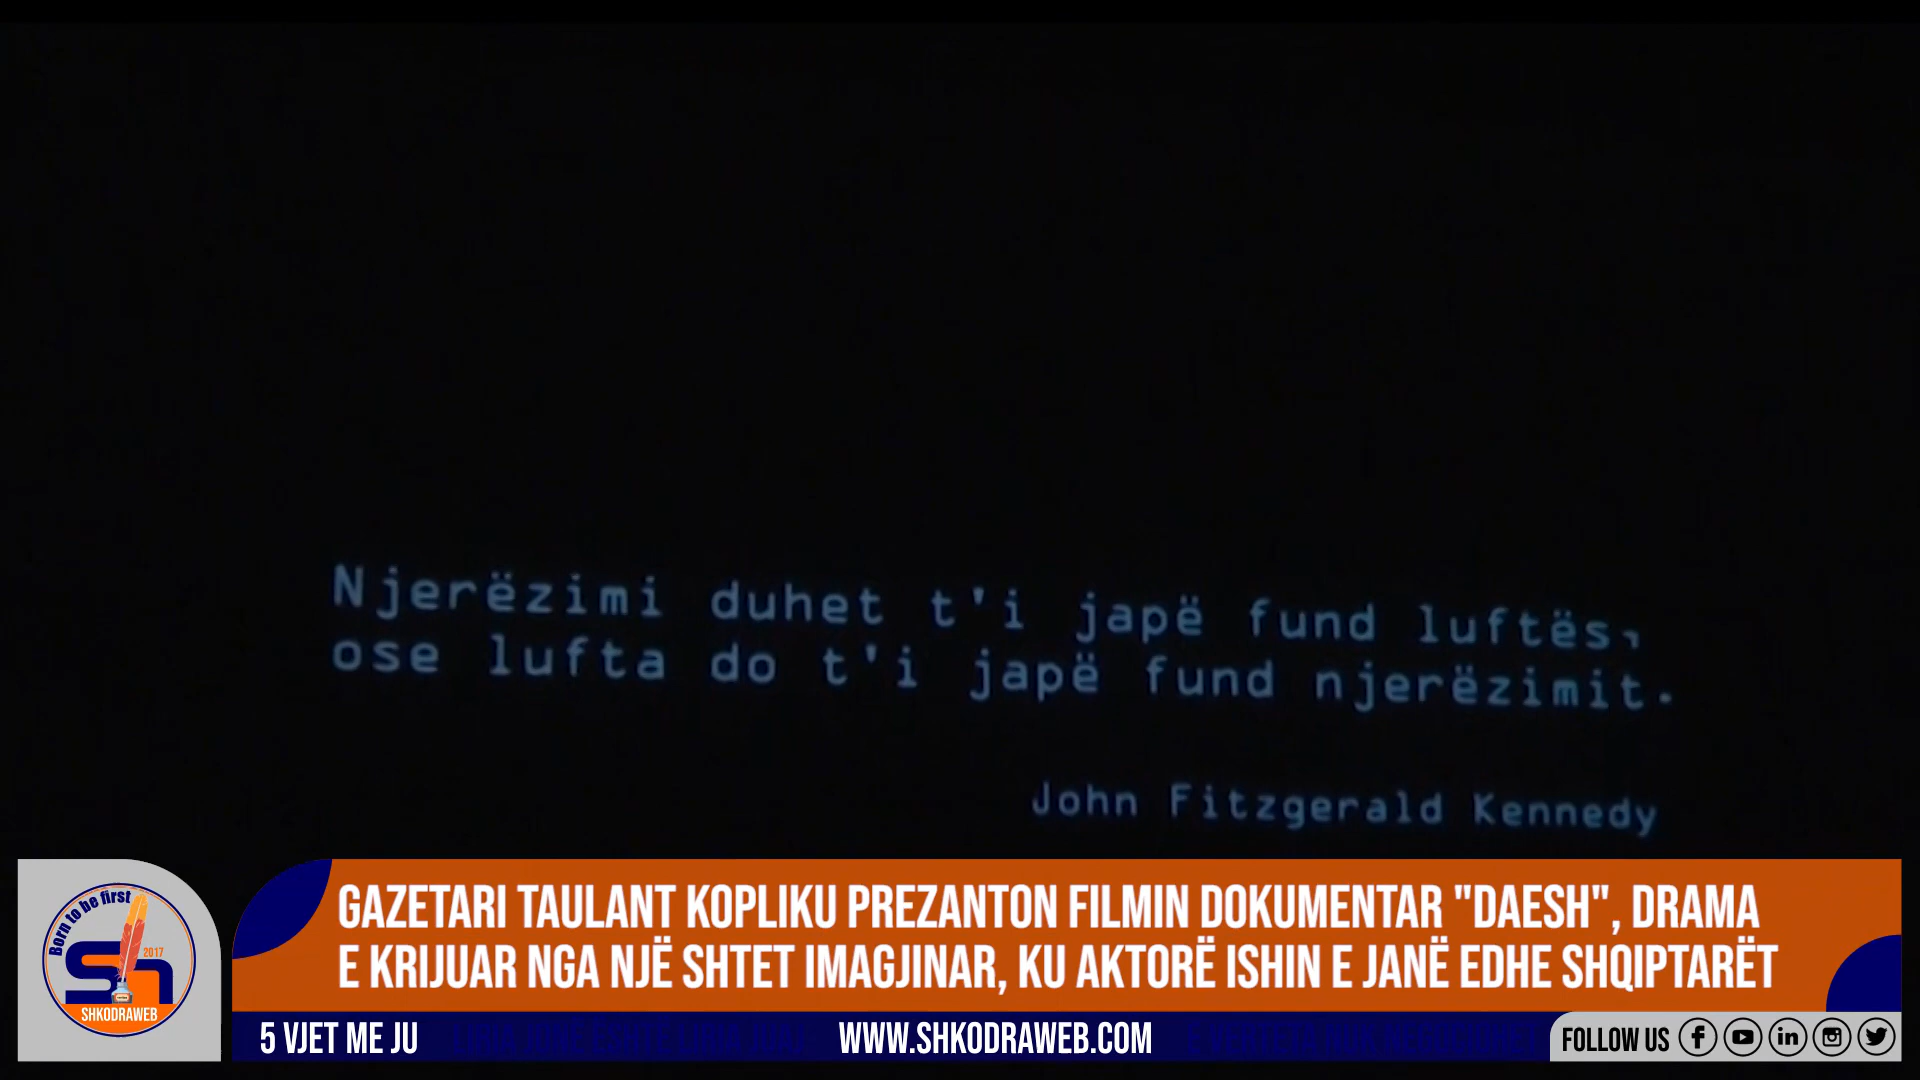 Njerëzimi duhet t'i japë fund luftës,
ose lufta do t'i japë fund njerëzimit.
John Fitzgerald Kennedy
GAZETARI TAULANT KOPLIKU PREZANTON FILMIN DOKUMENTAR "DAESH", DRAMA
E KRIJUAR NGA NJË SHTET IMAGJINAR, KU AKTORË ISHIN E JANË EDHE SHQIPTARËT
Born to be first
2017
sh
SHKODRAWEB
5 VJET ME JU
WWW.SHKODRAWEB.COM
FOLLOW US